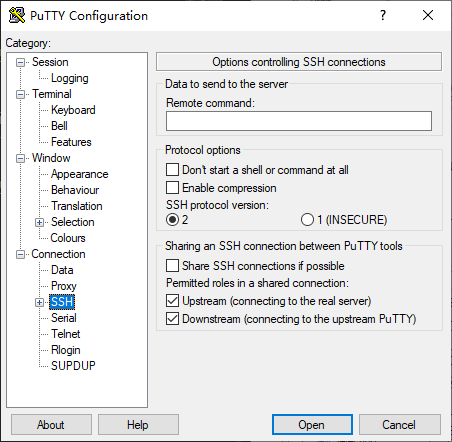 PuTTY Configuration
?
Category:
Session
Logging
Terminal
Keyboard
Bell
Features
Window
Appearance
Behaviour
Translation
Selection
Colours
Connection
Data
Proxy
SSH
Serial
Telnet
Rlogin
SUPDUP
Options controlling SSH connections
Data to send to the server
Remote command:
Protocol options
Don't start a shell or command at all
Enable compression
SSH protocol version:
2
1 (INSECURE)
Sharing an SSH connection between PuTTY tools
Share SSH connections if possible
Permitted roles in a shared connection:
Upstream (connecting to the real server)
Downstream (connecting to the upstream PuTTY)
About
Help
Open
Cancel